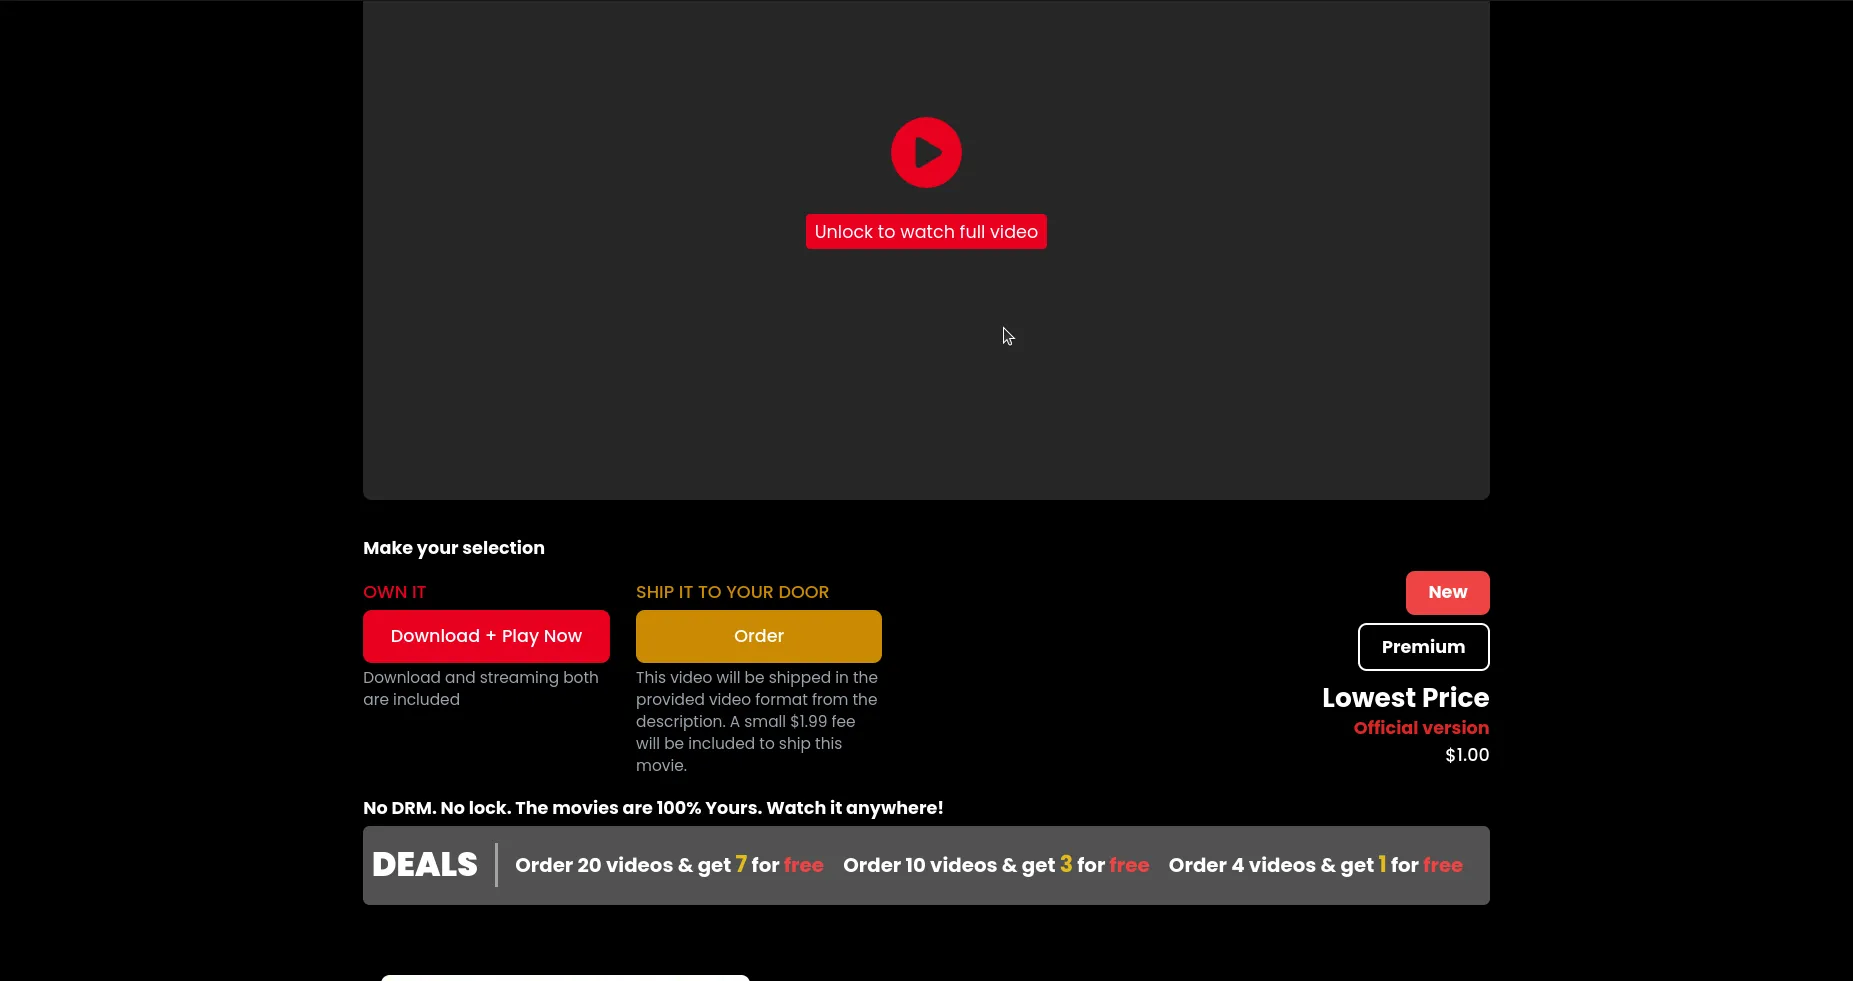 Unlock to watch full video
Make your selection
OWN IT
Download + Play Now
Download and streaming both
are included
SHIP IT TO YOUR DOOR
Order
This video will be shipped in the
provided video format from the
description. A small $1.99 fee
will be included to ship this
movie.
New
Premium
Lowest Price
Official version
$1.00
No DRM. No lock. The movies are 100% Yours. Watch it anywhere!
DEALS
Order 20 videos & get 7 for free
Order 10 videos & get 3 for free
Order 4 videos & get 1 for free